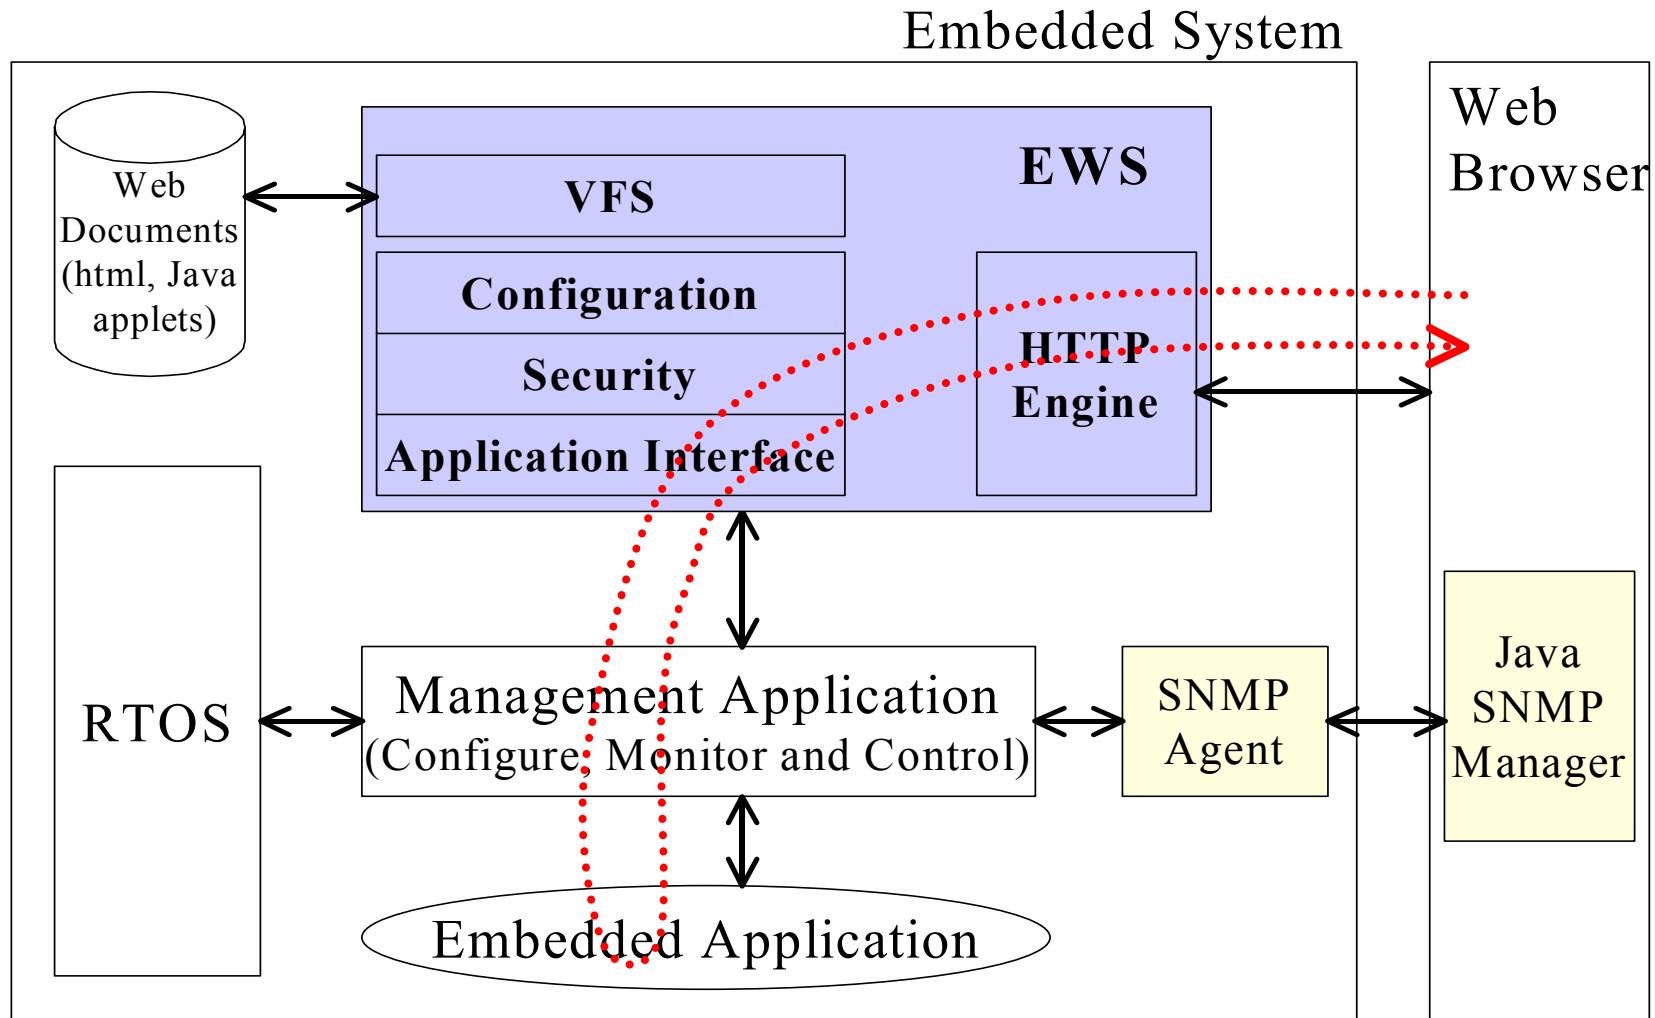 Embedded System
Web
Documents
(html, Java
applets)
EWS
VFS
Configuration
Security
Application Interface
HTTP
Engine
Web
Browser
RTOS
Management Application
(Configure, Monitor and Control)
SNMP
Agent
Java
SNMP
Manager
Embedded Application